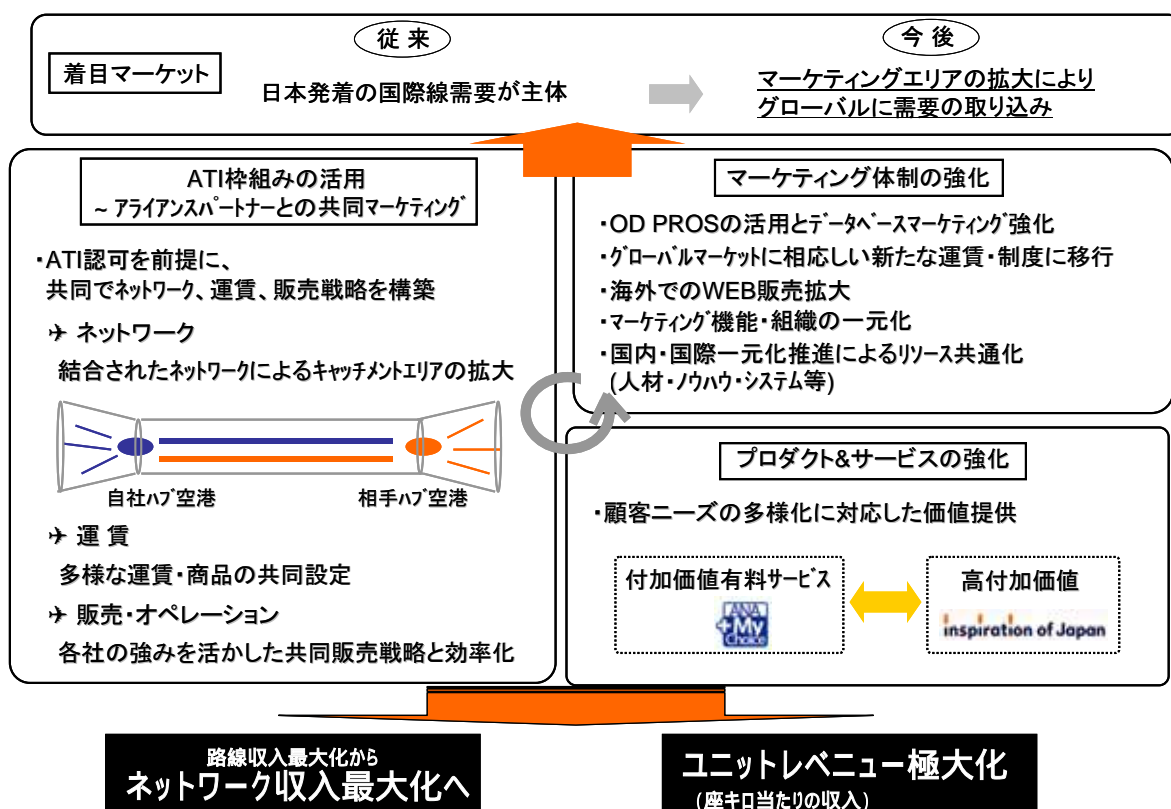 従 来
今 後
着目マーケット
日本発着の国際線需要が主体
マーケティングエリアの拡大により
グローバルに需要の取り込み
ATI枠組みの活用
~ アライアンスパートナーとの共同マーケティング
・ATI認可を前提に、
共同でネットワーク、運賃、販売戦略を構築
✈ ネットワーク
結合されたネットワークによるキャッチメントエリアの拡大
自社ハブ空港
相手ハブ空港
✈ 運 賃
多様な運賃・商品の共同設定
✈ 販売・オペレーション
各社の強みを活かした共同販売戦略と効率化
マーケティング体制の強化
・OD PROSの活用とデータベースマーケティング強化
・グローバルマーケットに相応しい新たな運賃・制度に移行
・海外でのWEB販売拡大
・マーケティング機能・組織の一元化
・国内・国際一元化推進によるリソース共通化
(人材・ノウハウ・システム等)
プロダクト&サービスの強化
・顧客ニーズの多様化に対応した価値提供
付加価値有料サービス
ANA
+My
Choice
高付加価値
inspiration of Japan
路線収入最大化から
ネットワーク収入最大化へ
ユニットレベニュー極大化
(座キロ当たりの収入)